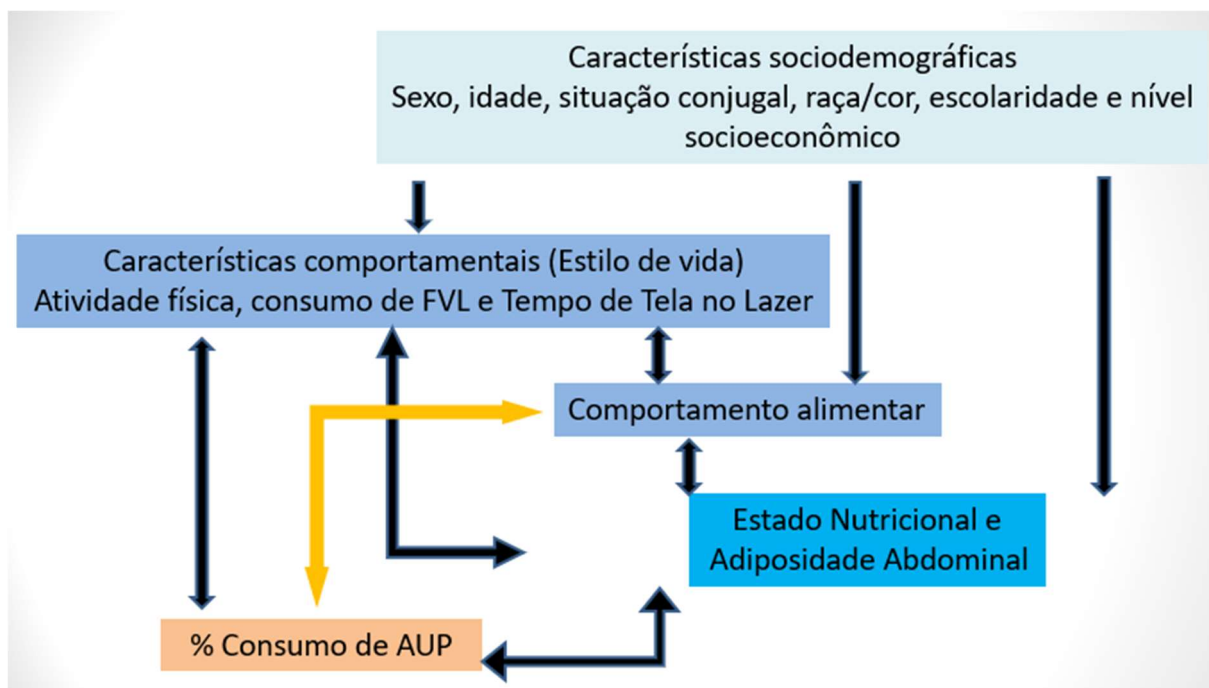 Características sociodemográficas
Sexo, idade, situação conjugal, raça/cor, escolaridade e nível
socioeconômico
Características comportamentais (Estilo de vida)
Atividade física, consumo de FVL e Tempo de Tela no Lazer
Comportamento alimentar
Estado Nutricional e
Adiposidade Abdominal
% Consumo de AUP